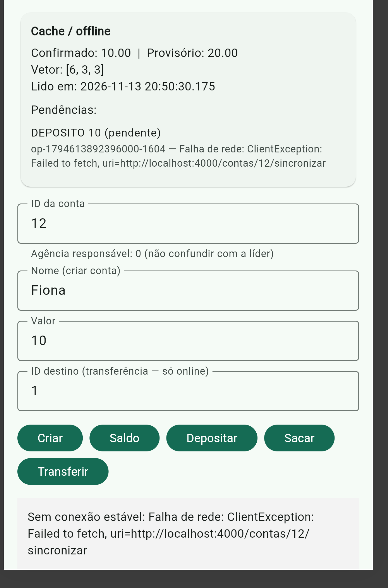 Cache / offline
Confirmado: 10.00 | Provisório: 20.00
Vetor: [6, 3, 3]
Lido em: 2026-11-13 20:50:30.175
Pendências:
DEPOSITO 10 (pendente)
op-1794613892396000-1604 — Falha de rede: ClientException:
Failed to fetch, uri=http://localhost:4000/contas/12/sincronizar
ID da conta
12
Agência responsável: 0 (não confundir com a líder)
Nome (criar conta)
Fiona
Valor
10
ID destino (transferência — só online)
1
Criar
Saldo
Depositar
Sacar
Transferir
Sem conexão estável: Falha de rede: ClientException:
Failed to fetch, uri=http://localhost:4000/contas/12/
sincronizar